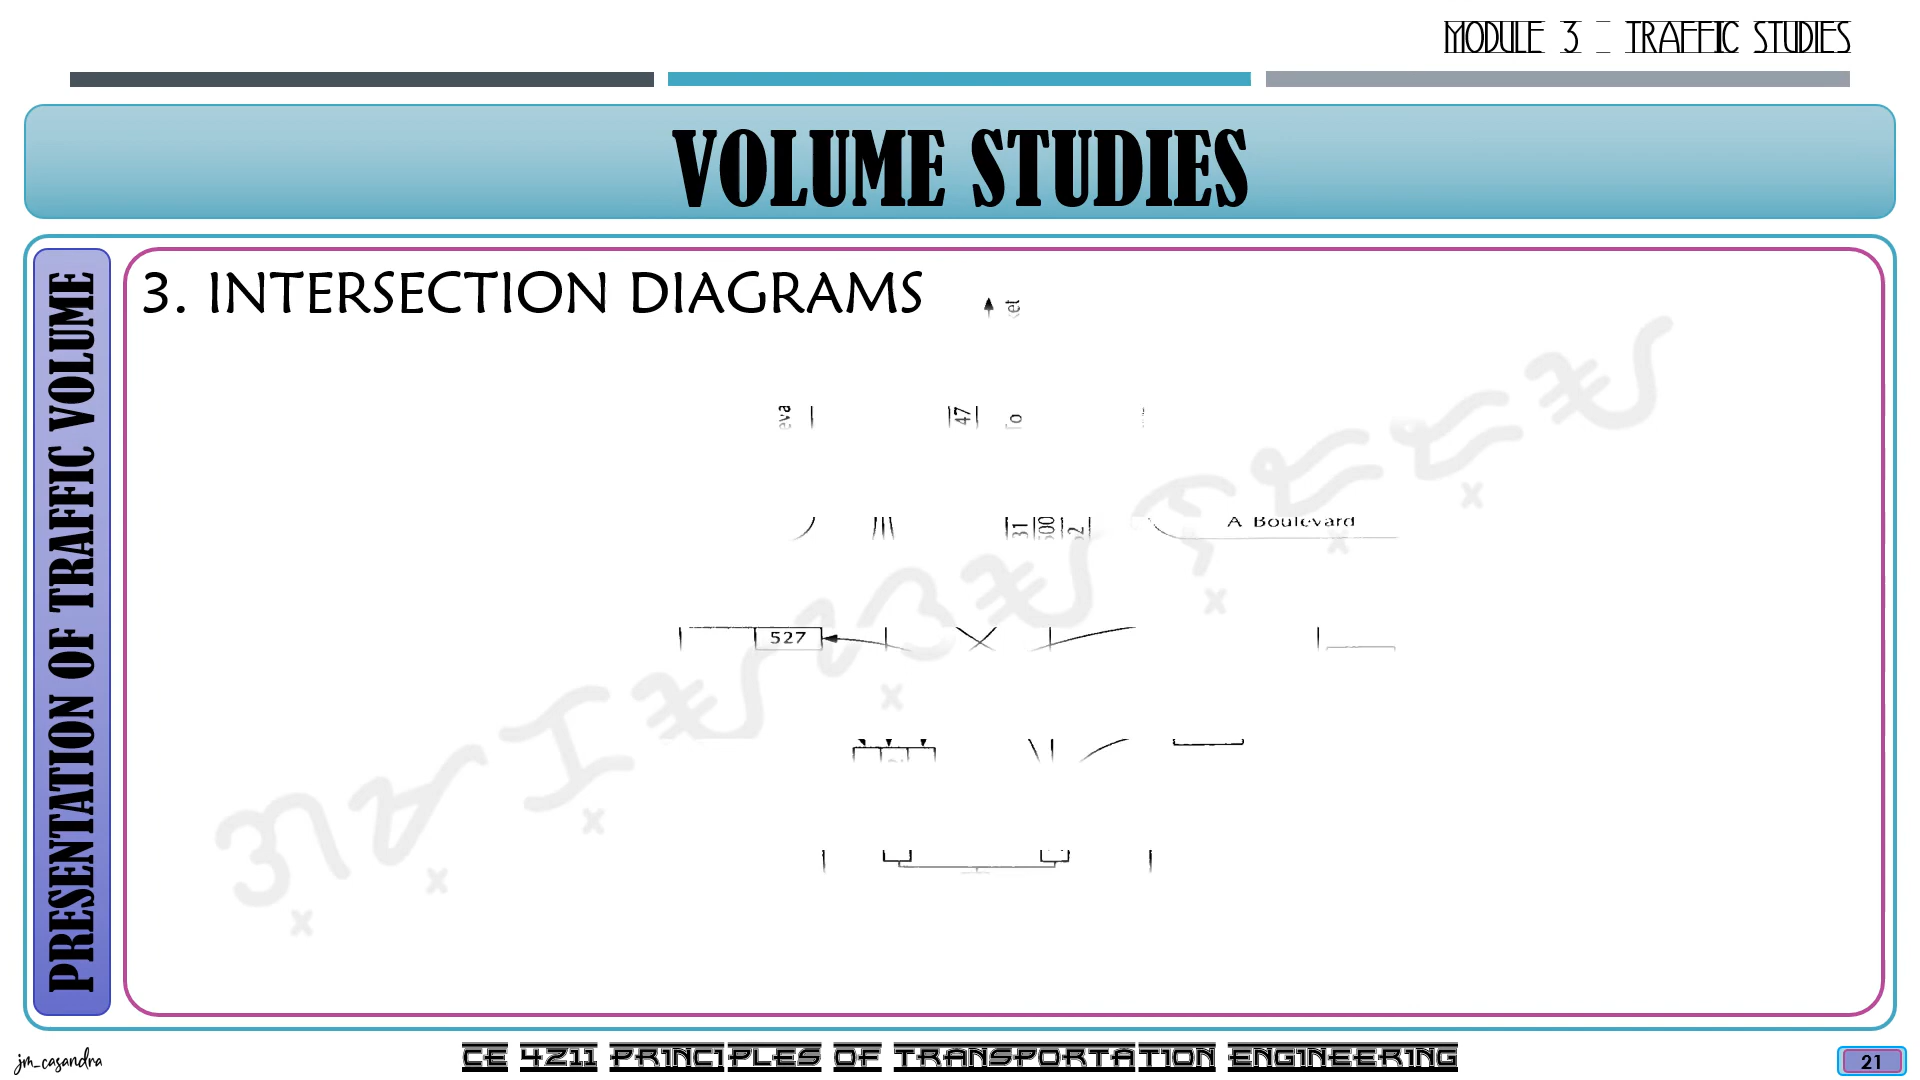 MODULE 3 – TRAFFIC STUDIES
VOLUME STUDIES
PRESENTATION OF TRAFFIC VOLUME
3. INTERSECTION DIAGRAMS
47
A Boulevard
527
jm_casandra
CE 4211 PRINCIPLES OF TRANSPORTATION ENGINEERING
21